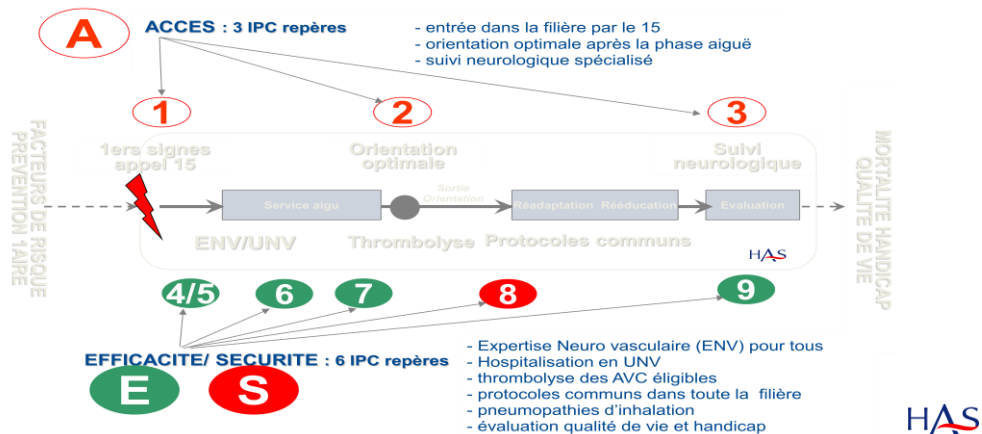 A
ACCES : 3 IPC repères
- entrée dans la filière par le 15
- orientation optimale après la phase aiguë
- suivi neurologique spécialisé
1
2
3
FACTEURS DE RISQUE
PREVENTION 1AIRE
1ers signes
appel 15
Orientation
optimale
Suivi
neurologique
MORTALITE HANDICAP
QUALITE DE VIE
Service aigu
Sortie
Orientation
Réadaptation Rééducation
Evaluation
ENV/UNV
Thrombolyse
Protocoles communs
HAS
4/5
6
7
8
9
EFFICACITE/ SECURITE : 6 IPC repères
E
S
- Expertise Neuro vasculaire (ENV) pour tous
- Hospitalisation en UNV
- thrombolyse des AVC éligibles
- protocoles communs dans toute la filière
- pneumopathies d'inhalation
- évaluation qualité de vie et handicap
HAS